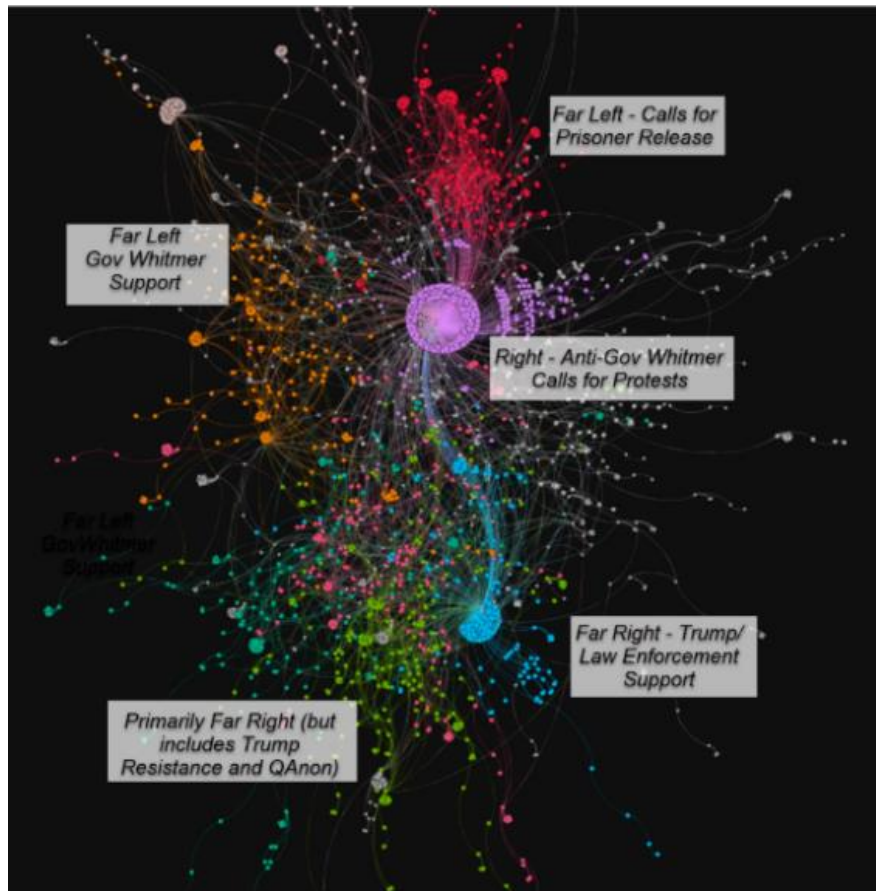 Far Left - Calls for
Prisoner Release
Far Left
Gov Whitmer
Support
Right - Anti-Gov Whitmer
Calls for Protests
Far Left
GovWhitmer
Support
Far Right - Trump/
Law Enforcement
Support
Primarily Far Right (but
includes Trump
Resistance and QAnon)